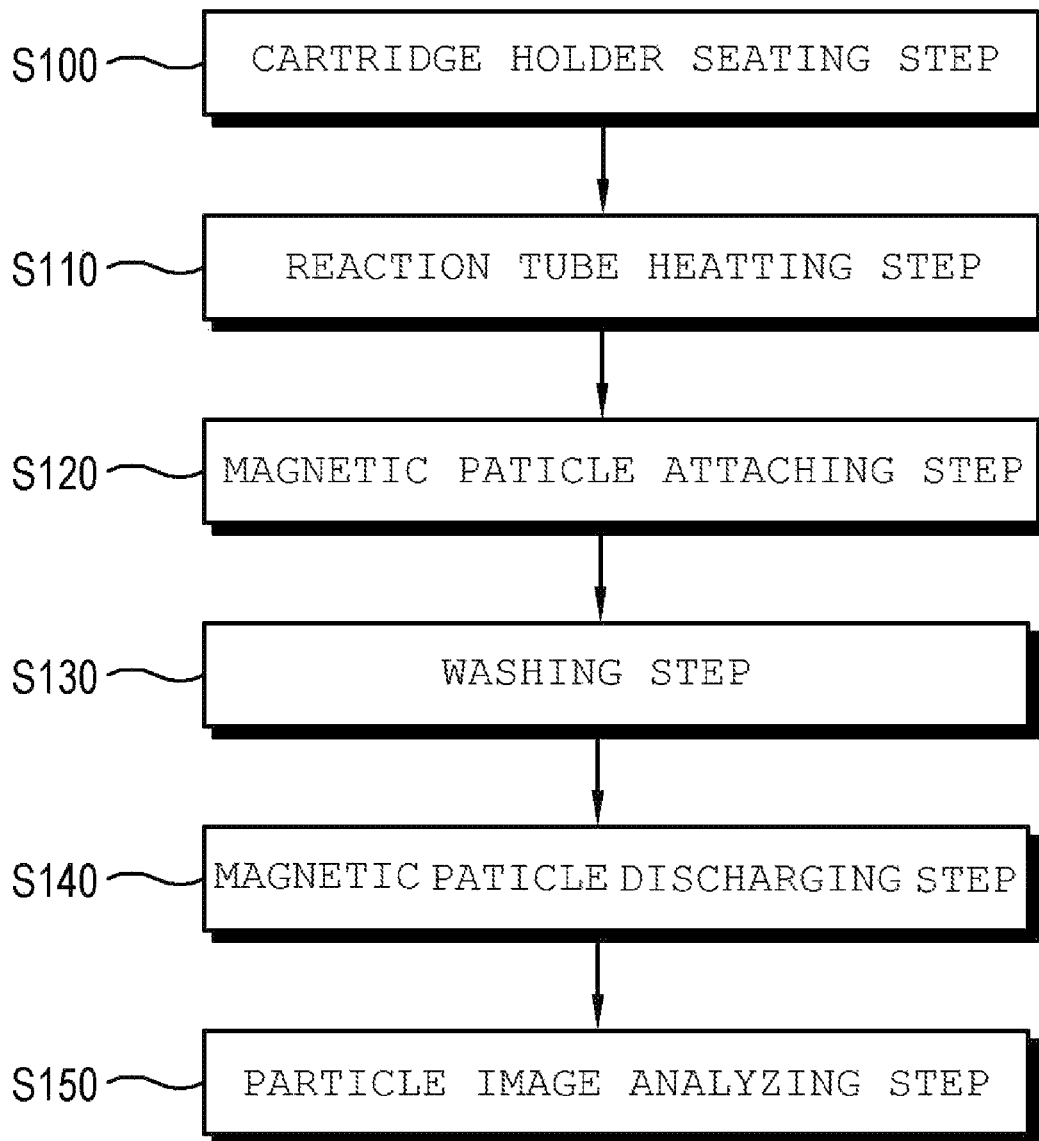 S100 CARTRIDGE HOLDER SEATING STEP
S110 REACTION TUBE HEATTING STEP
S120 MAGNETIC PATICLE ATTACHING STEP
S130 WASHING STEP
S140 MAGNETIC PATICLE DISCHARGING STEP
S150 PARTICLE IMAGE ANALYZING STEP